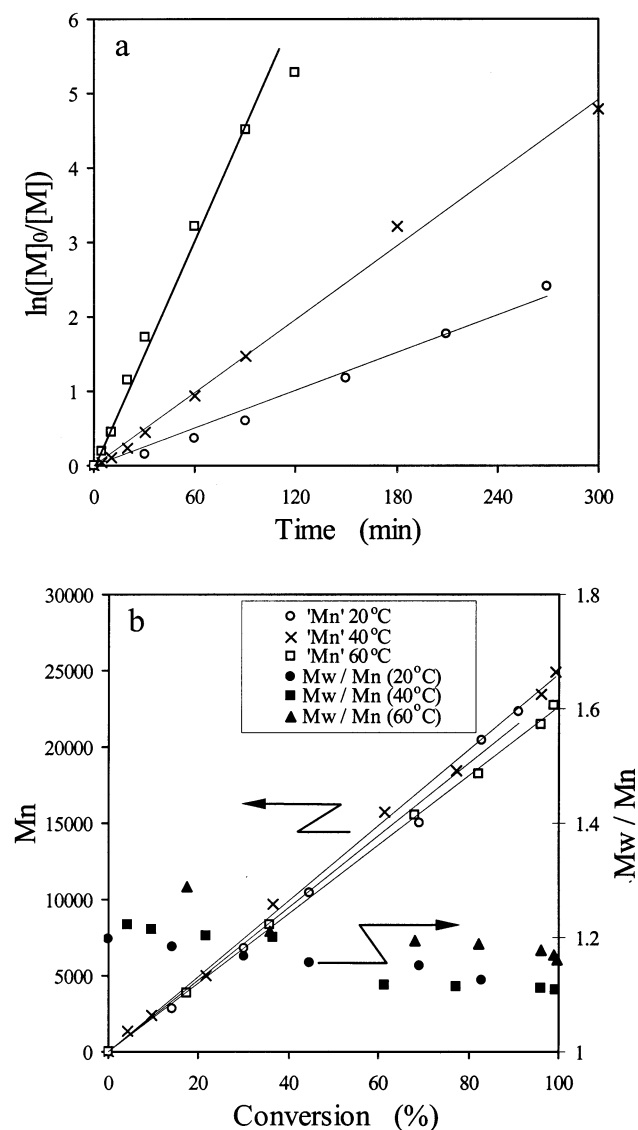 a
6
5
4
3
2
1
0
ln([M]₀/[M])
0 60 120 180 240 300
Time (min)
b
30000
25000
20000
15000
10000
5000
0
Mn
'Mn' 20°C
'Mn' 40°C
'Mn' 60°C
Mw / Mn (20°C)
Mw / Mn (40°C)
Mw / Mn (60°C)
1.8
1.6
1.4
1.2
1
Mw / Mn
0 20 40 60 80 100
Conversion (%)